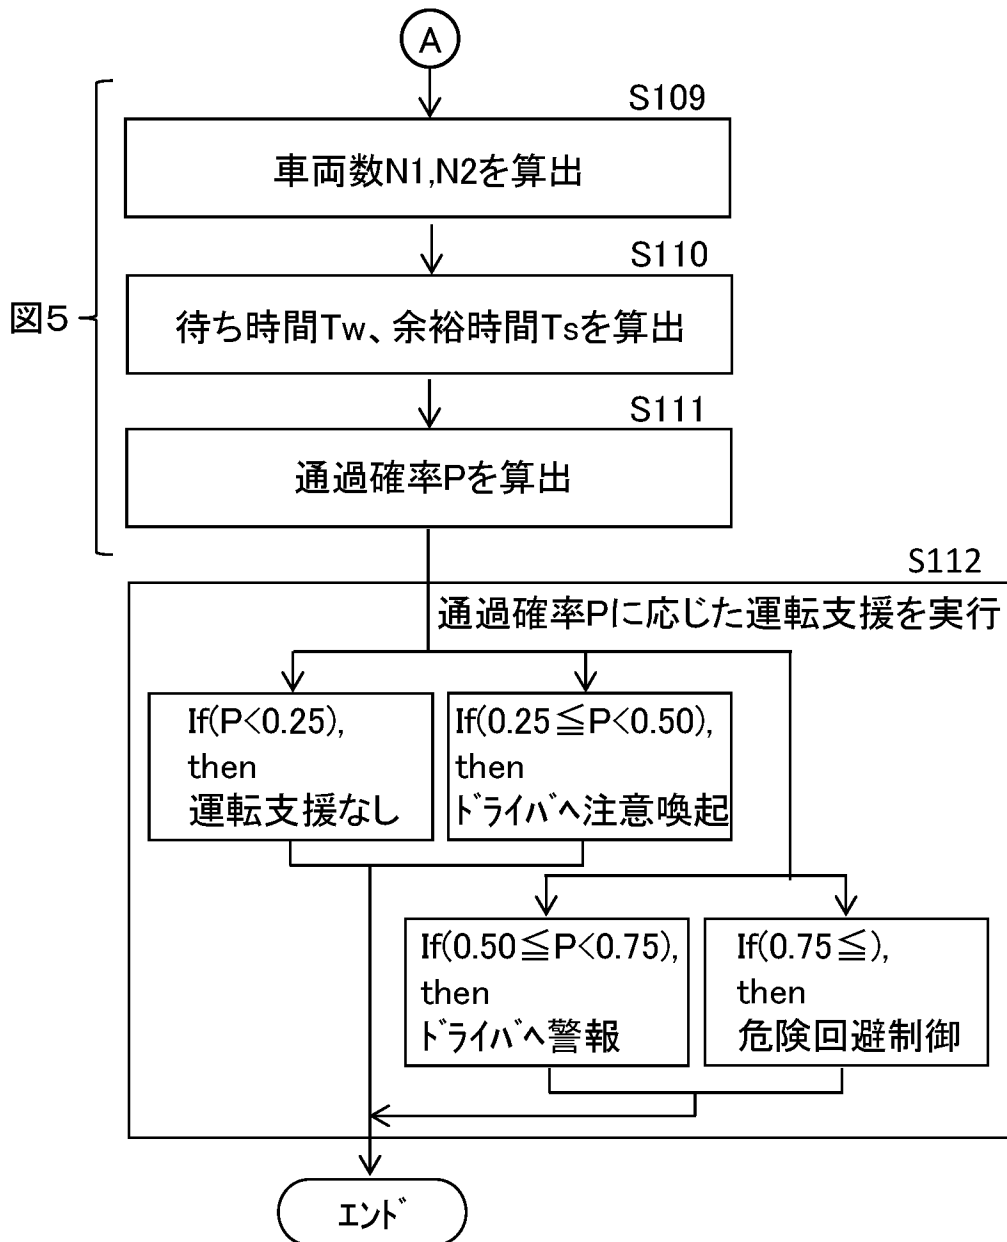 A
S109
車両数N1,N2を算出
S110
図5
待ち時間Tw、余裕時間Tsを算出
S111
通過確率Pを算出
S112
通過確率Pに応じた運転支援を実行
If(P<0.25),
then
運転支援なし
If(0.25≦P<0.50),
then
ﾄﾞﾗｲﾊﾞへ注意喚起
If(0.50≦P<0.75),
then
ﾄﾞﾗｲﾊﾞへ警報
If(0.75≦),
then
危険回避制御
ｴﾝﾄﾞ